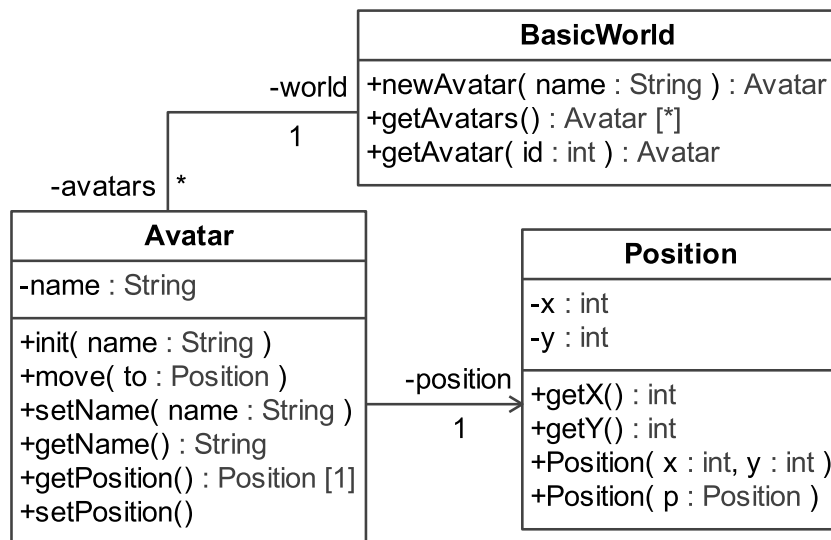 BasicWorld
+newAvatar( name : String ) : Avatar
+getAvatars() : Avatar [*]
+getAvatar( id : int ) : Avatar
-world
1
-avatars *
Avatar
-name : String
+init( name : String )
+move( to : Position )
+setName( name : String )
+getName() : String
+getPosition() : Position [1]
+setPosition()
-position
1
Position
-x : int
-y : int
+getX() : int
+getY() : int
+Position( x : int, y : int )
+Position( p : Position )